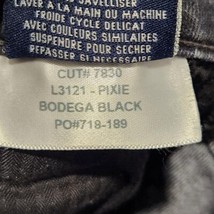 LAVER A LA MAIN OU MACHINE
FROIDE CYCLE DELICAT
AVEC COULEURS SIMILAIRES
SUSPENDRE POUR SECHER
REPASSER SI NECESSAIRE
CUT# 7830
L3121 - PIXIE
BODEGA BLACK
PO#718-189